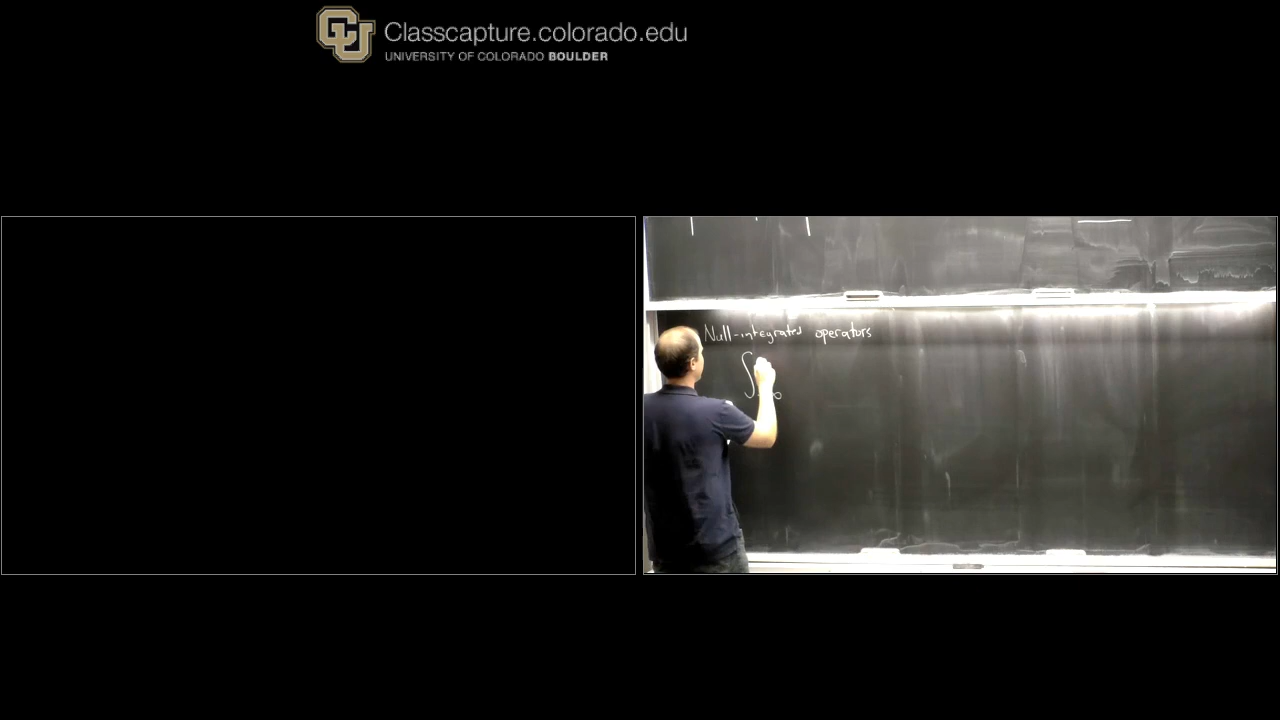 Classcapture.colorado.edu
UNIVERSITY OF COLORADO BOULDER
Null-integrated operators
∫